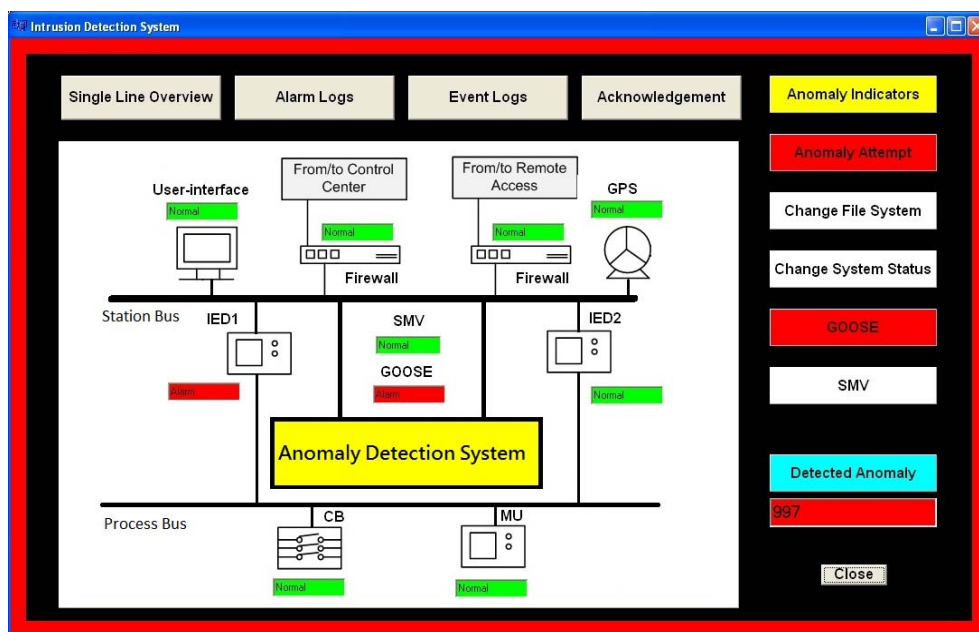 Intrusion Detection System
Single Line Overview
Alarm Logs
Event Logs
Acknowledgement
Anomaly Indicators
Anomaly Attempt
Change File System
Change System Status
GOOSE
SMV
Detected Anomaly
997
Close
From/to Control
Center
From/to Remote
Access
User-interface
Normal
Normal
Normal
GPS
Normal
Firewall
Firewall
Station Bus
IED1
SMV
Normal
IED2
GOOSE
Alarm
Alarm
Normal
Anomaly Detection System
Process Bus
CB
MU
Normal
Normal